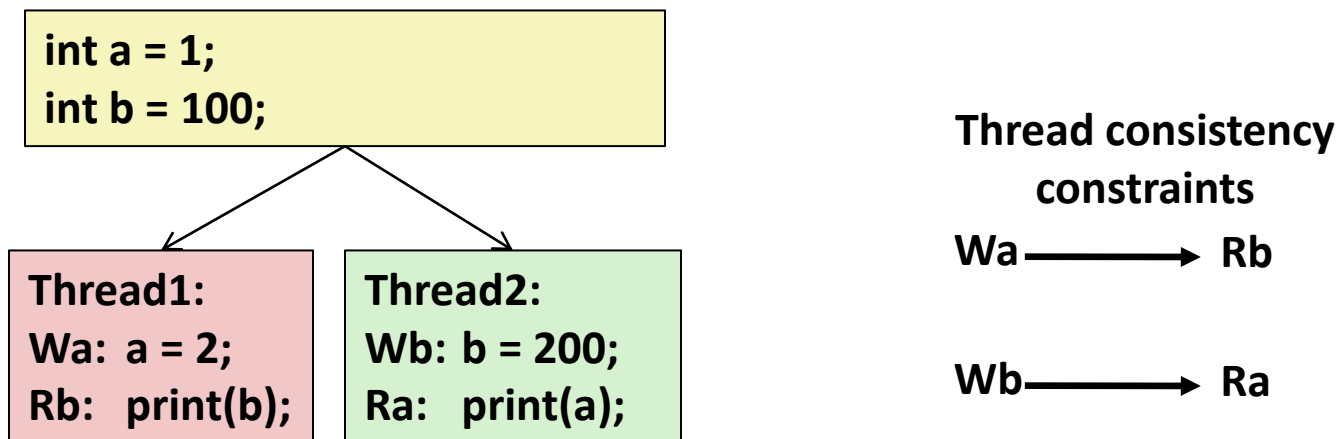 int a = 1;
int b = 100;
Thread consistency
constraints
Wa Rb
Wb Ra
Thread1:
Wa: a = 2;
Rb: print(b);
Thread2:
Wb: b = 200;
Ra: print(a);